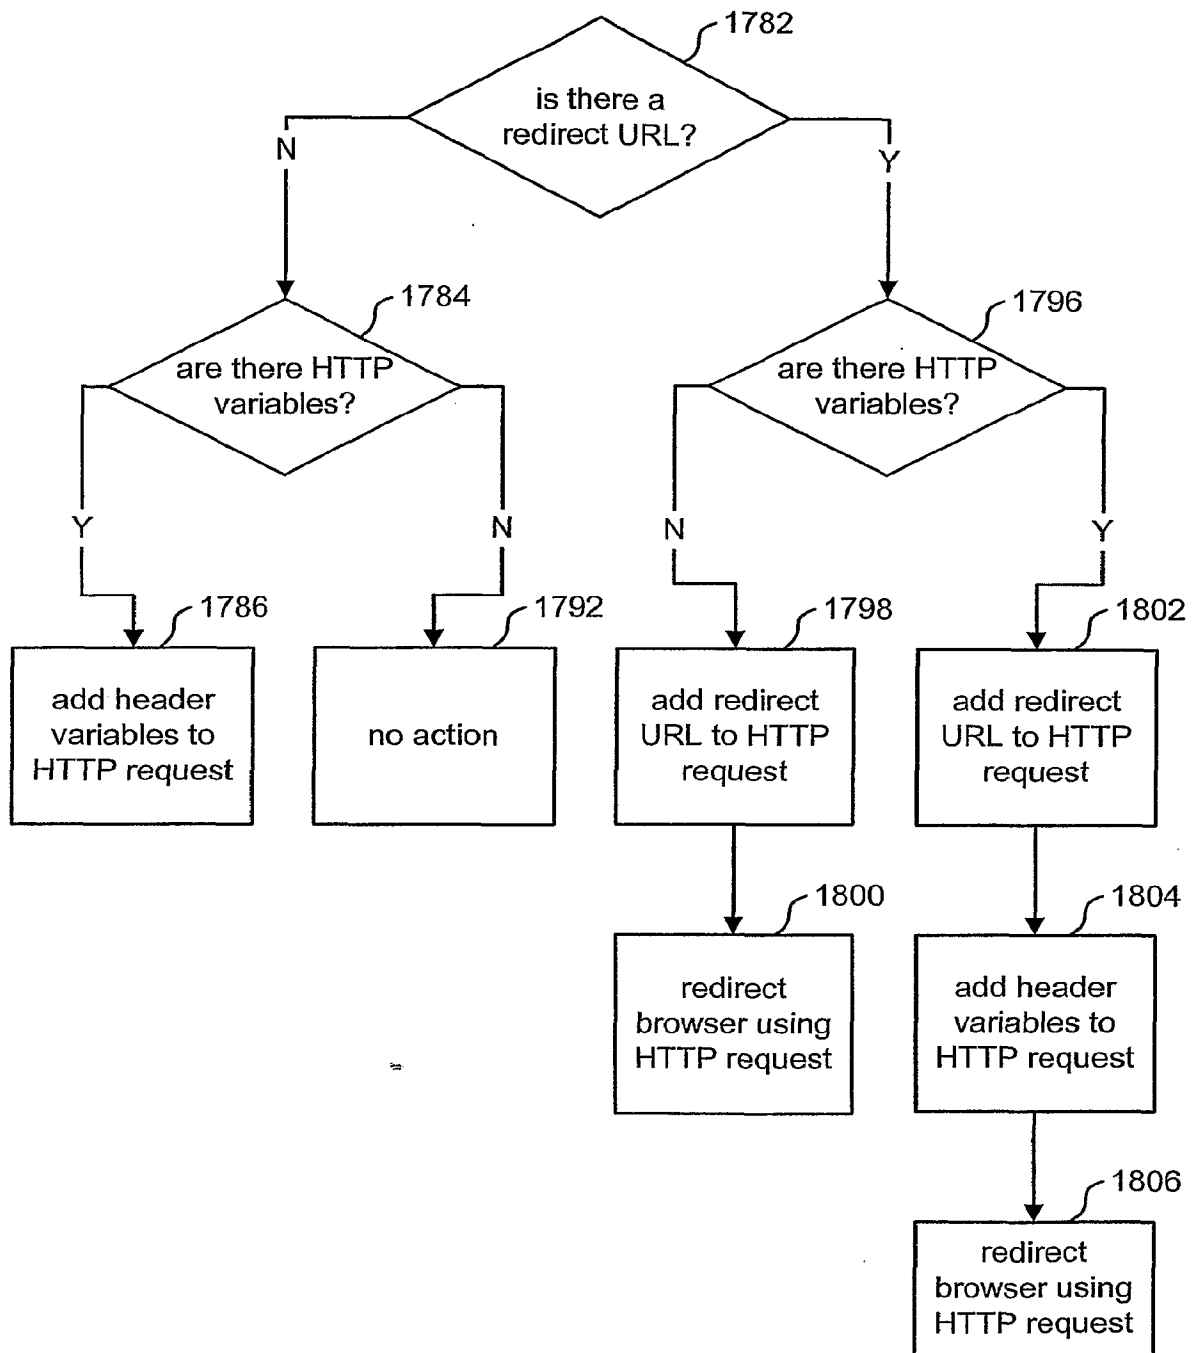 1782
is there a
redirect URL?
N
Y
1784
are there HTTP
variables?
1796
are there HTTP
variables?
Y
N
N
Y
1786
add header
variables to
HTTP request
1792
no action
1798
add redirect
URL to HTTP
request
1802
add redirect
URL to HTTP
request
1800
redirect
browser using
HTTP request
1804
add header
variables to
HTTP request
1806
redirect
browser using
HTTP request